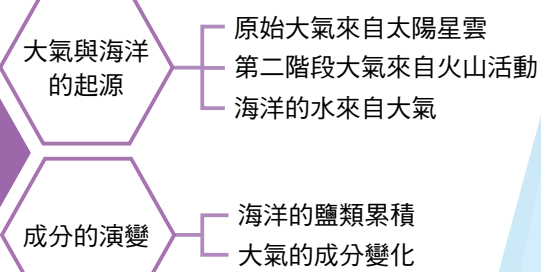 大氣與海洋
的起源
原始大氣來自太陽星雲
第二階段大氣來自火山活動
海洋的水來自大氣
成分的演變
海洋的鹽類累積
大氣的成分變化